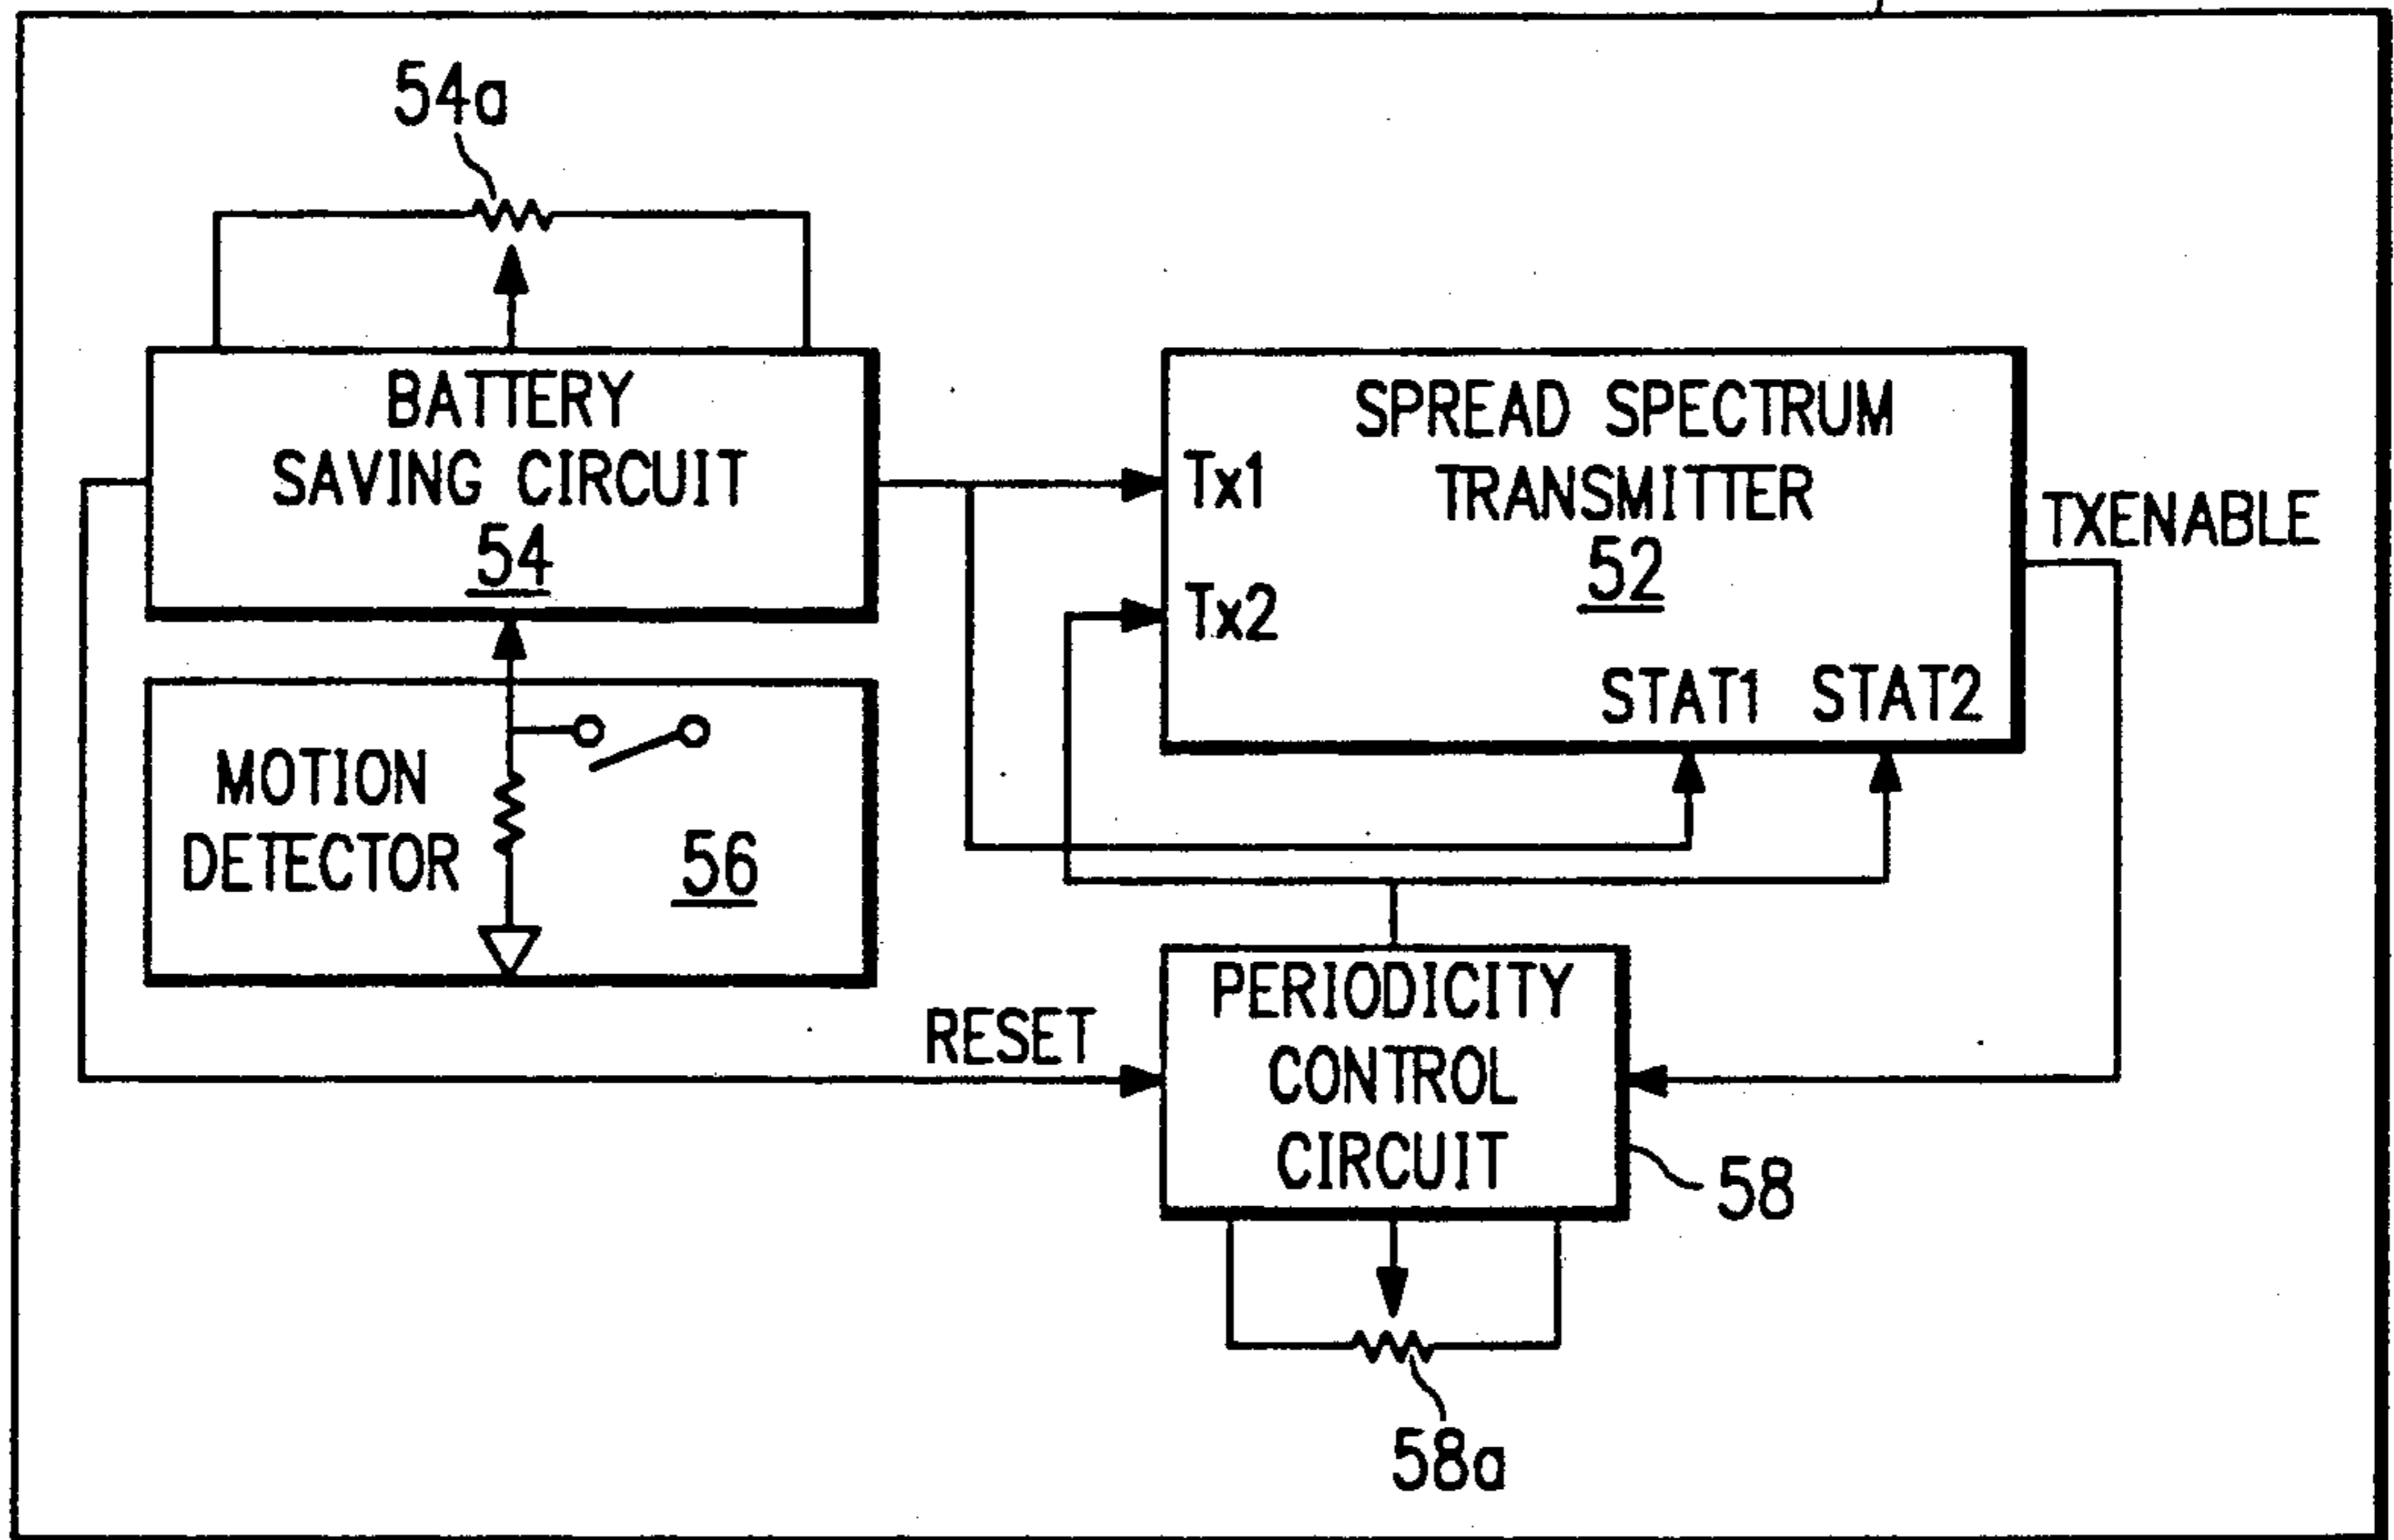 54a
BATTERY
SAVING CIRCUIT
54
SPREAD SPECTRUM
TRANSMITTER
52
Tx1
Tx2
STAT1 STAT2
TXENABLE
MOTION
DETECTOR
56
RESET
PERIODICITY
CONTROL
CIRCUIT
58
58a